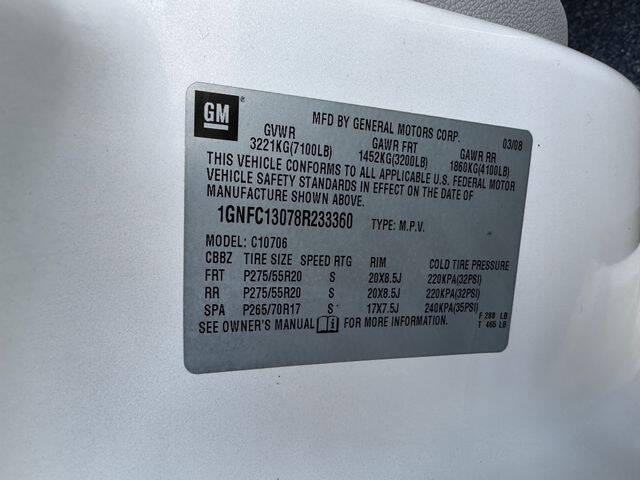 GM
MFD BY GENERAL MOTORS CORP. 03/08
GVWR GAWR FRT GAWR RR
3221KG(7100LB) 1452KG(3200LB) 1860KG(4100LB)
THIS VEHICLE CONFORMS TO ALL APPLICABLE U.S. FEDERAL MOTOR
VEHICLE SAFETY STANDARDS IN EFFECT ON THE DATE OF
MANUFACTURE SHOWN ABOVE.
1GNFC13078R233360 TYPE: M.P.V.
MODEL: C10706
CBBZ TIRE SIZE SPEED RTG RIM COLD TIRE PRESSURE
FRT P275/55R20 S 20X8.5J 220KPA(32PSI)
RR P275/55R20 S 20X8.5J 220KPA(32PSI)
SPA P265/70R17 S 17X7.5J 240KPA(35PSI)
SEE OWNER'S MANUAL FOR MORE INFORMATION.
F 288 LB
T 465 LB